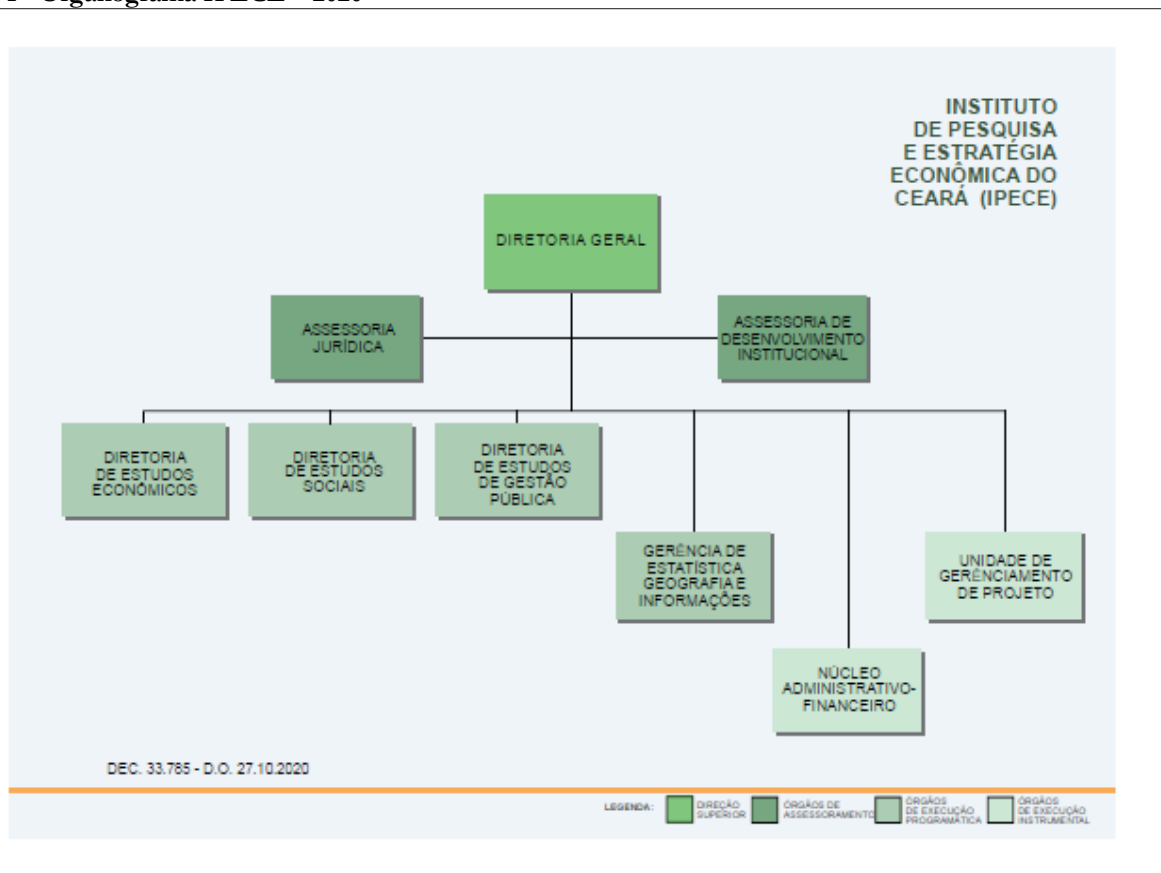 INSTITUTO
DE PESQUISA
E ESTRATÉGIA
ECONÔMICA DO
CEARÁ (IPECE)
DIRETORIA GERAL
ASSESSORIA
JURÍDICA
ASSESSORIA DE
DESENVOLVIMENTO
INSTITUCIONAL
DIRETORIA
DE ESTUDOS
ECONÔMICOS
DIRETORIA
DE ESTUDOS
SOCIAIS
DIRETORIA
DE ESTUDOS
DE GESTÃO
PÚBLICA
GERÊNCIA DE
ESTATÍSTICA
GEOGRAFIA E
INFORMAÇÕES
UNIDADE DE
GERÊNCIAMENTO
DE PROJETO
NÚCLEO
ADMINISTRATIVO-
FINANCEIRO
DEC. 33.785 - D.O. 27.10.2020
LEGENDA:
DIREÇÃO
SUPERIOR
ÓRGÃOS DE
ASSESSORAMENTO
ÓRGÃOS
DE EXECUÇÃO
PROGRAMÁTICA
ÓRGÃOS
DE EXECUÇÃO
INSTRUMENTAL